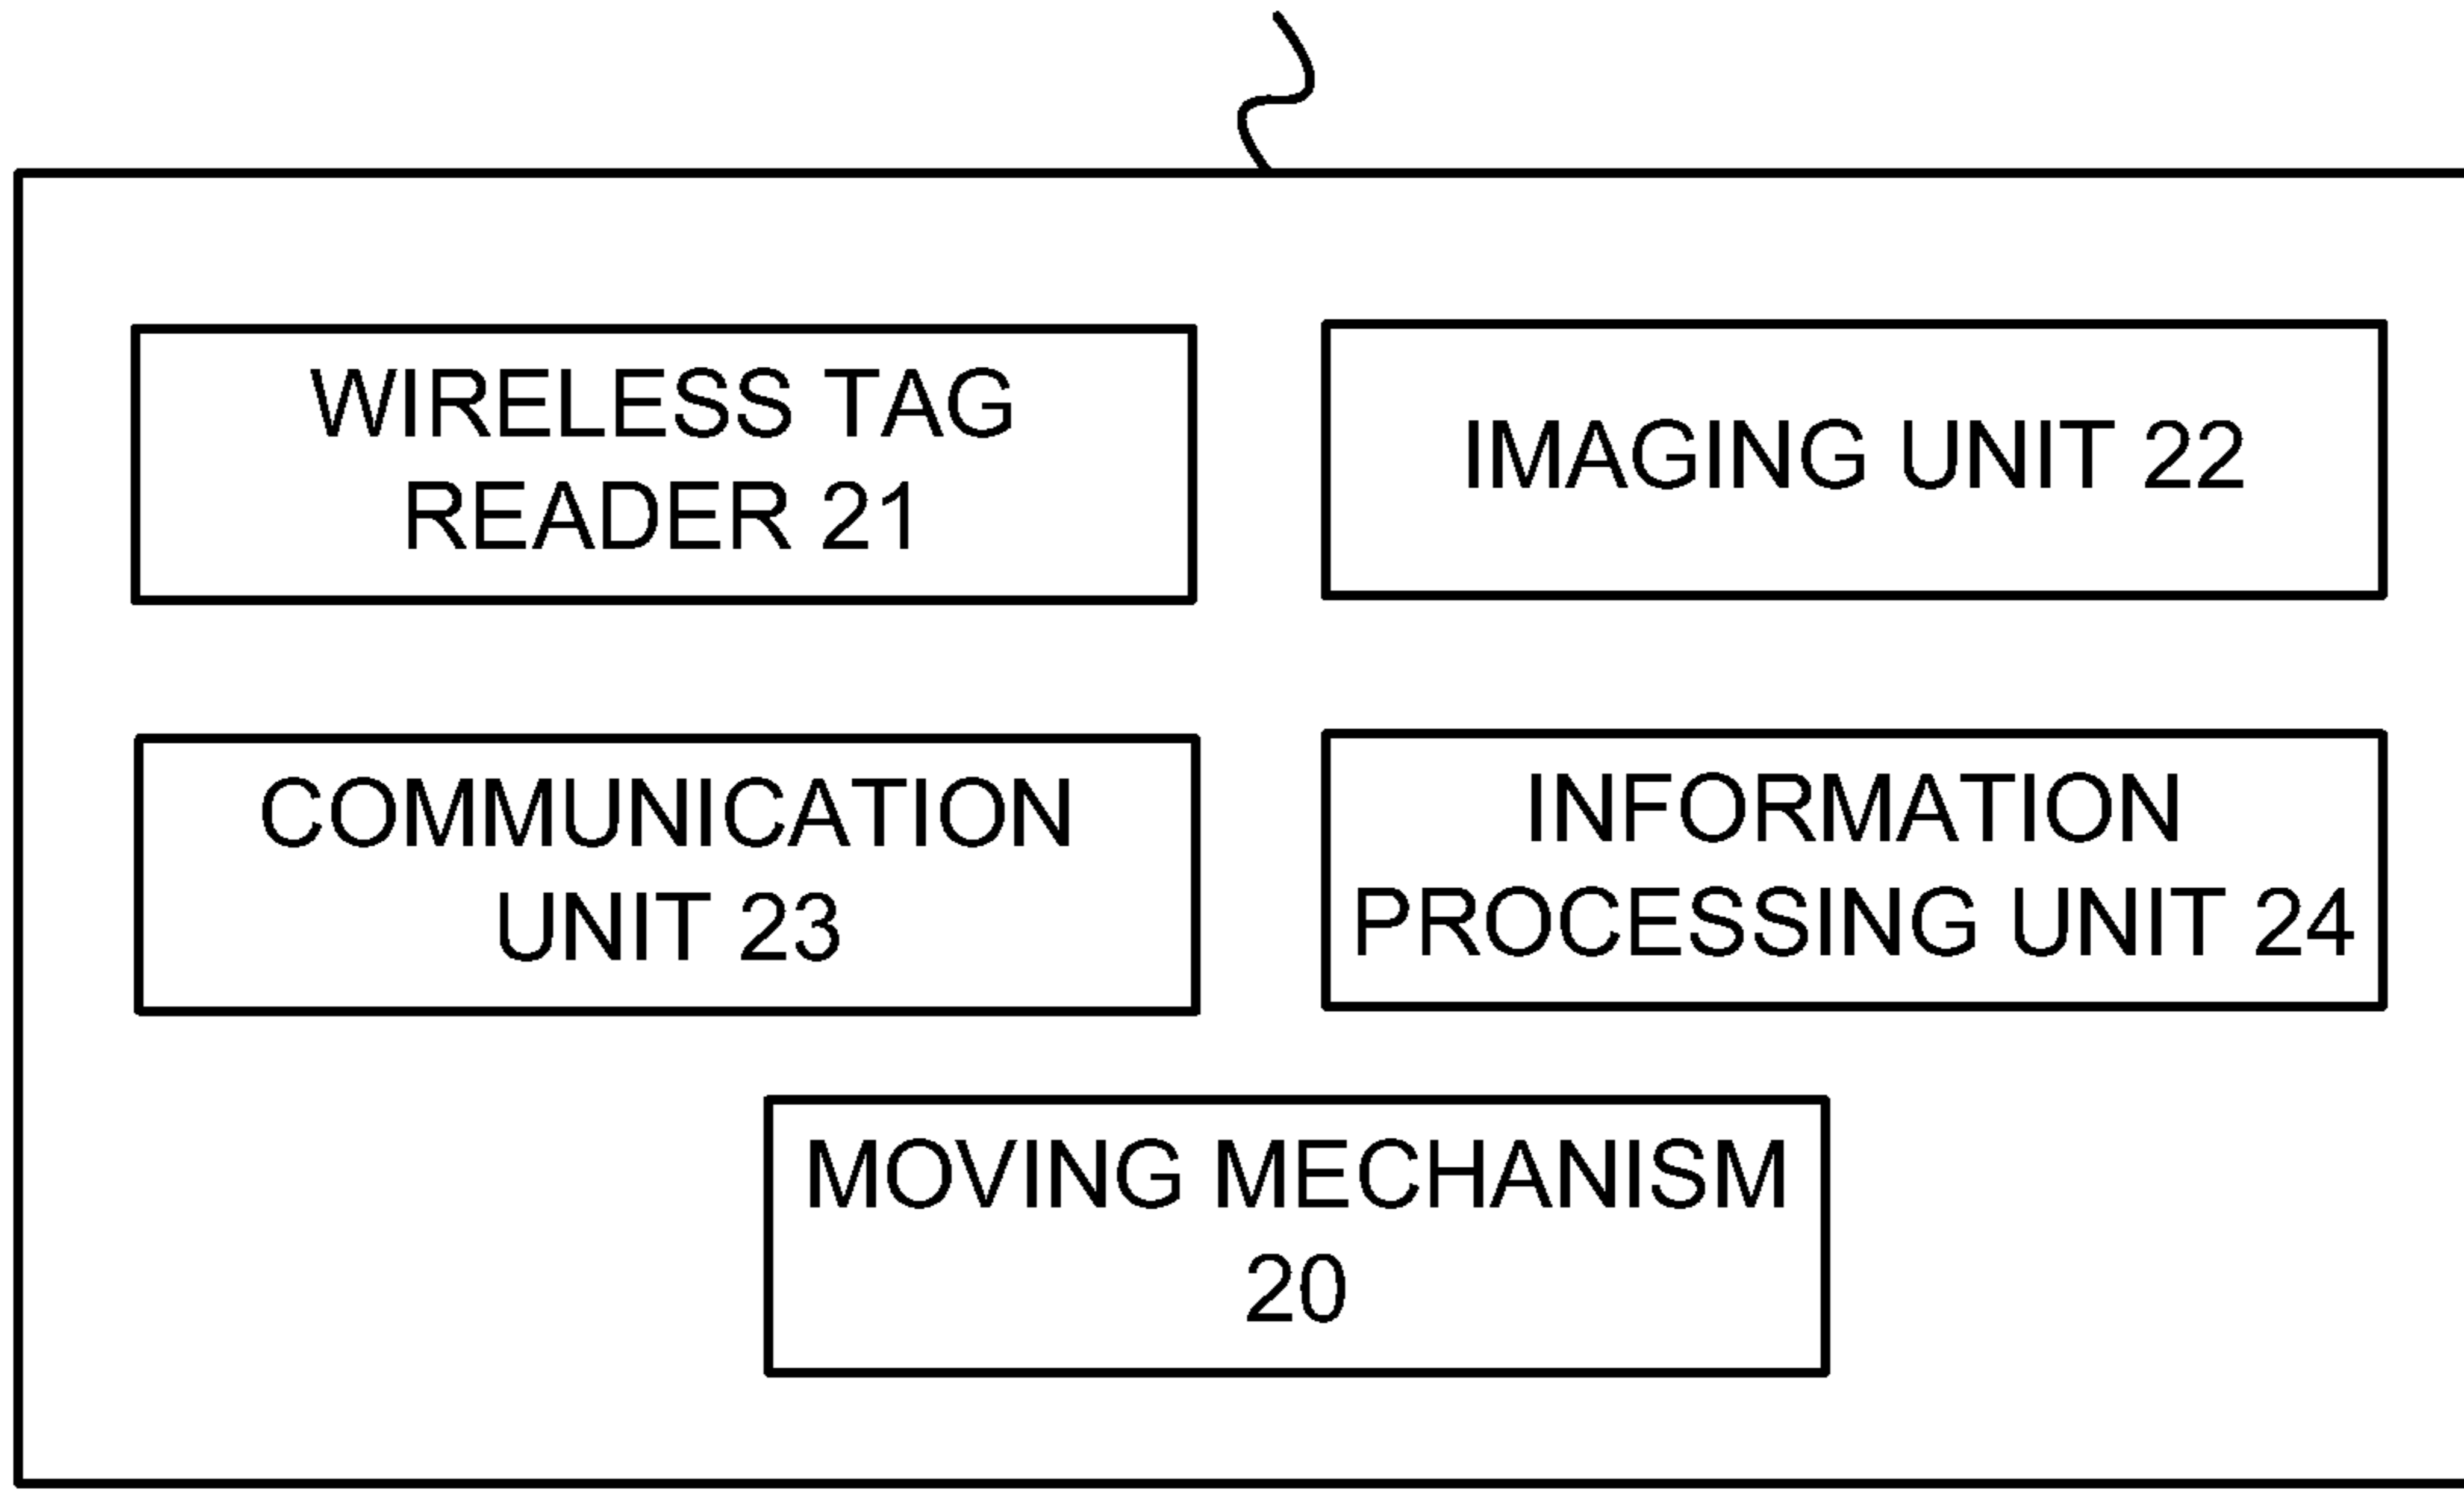 WIRELESS TAG
READER 21
IMAGING UNIT 22
COMMUNICATION
UNIT 23
INFORMATION
PROCESSING UNIT 24
MOVING MECHANISM
20